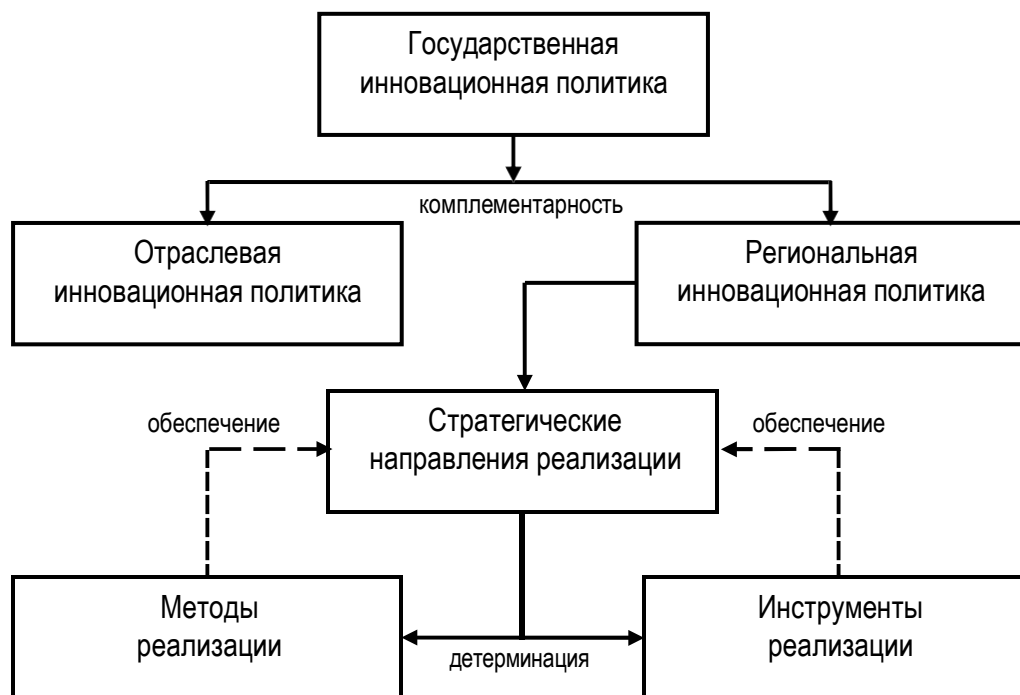 Государственная
инновационная политика
комплементарность
Отраслевая
инновационная политика
Региональная
инновационная политика
обеспечение
Стратегические
направления реализации
обеспечение
Методы
реализации
детерминация
Инструменты
реализации